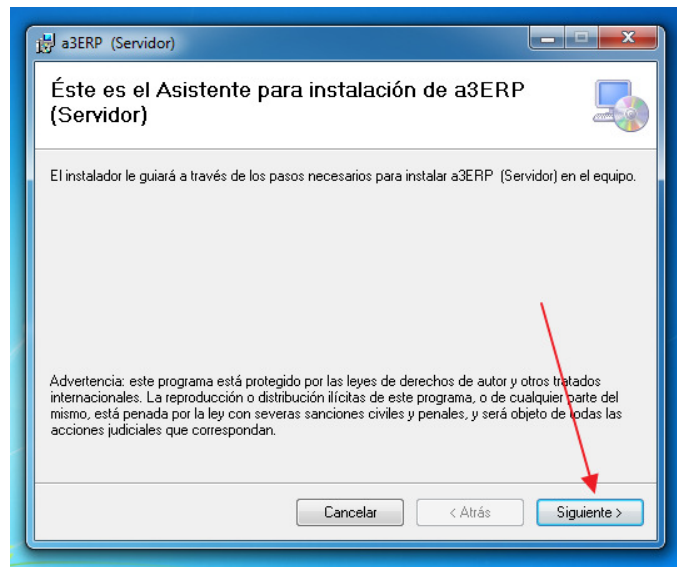 a3ERP (Servidor)
Éste es el Asistente para instalación de a3ERP
(Servidor)
El instalador le guiará a través de los pasos necesarios para instalar a3ERP (Servidor) en el equipo.
Advertencia: este programa está protegido por las leyes de derechos de autor y otros tratados
internacionales. La reproducción o distribución ilícitas de este programa, o de cualquier parte del
mismo, está penada por la ley con severas sanciones civiles y penales, y será objeto de todas las
acciones judiciales que correspondan.
Cancelar < Atrás Siguiente >